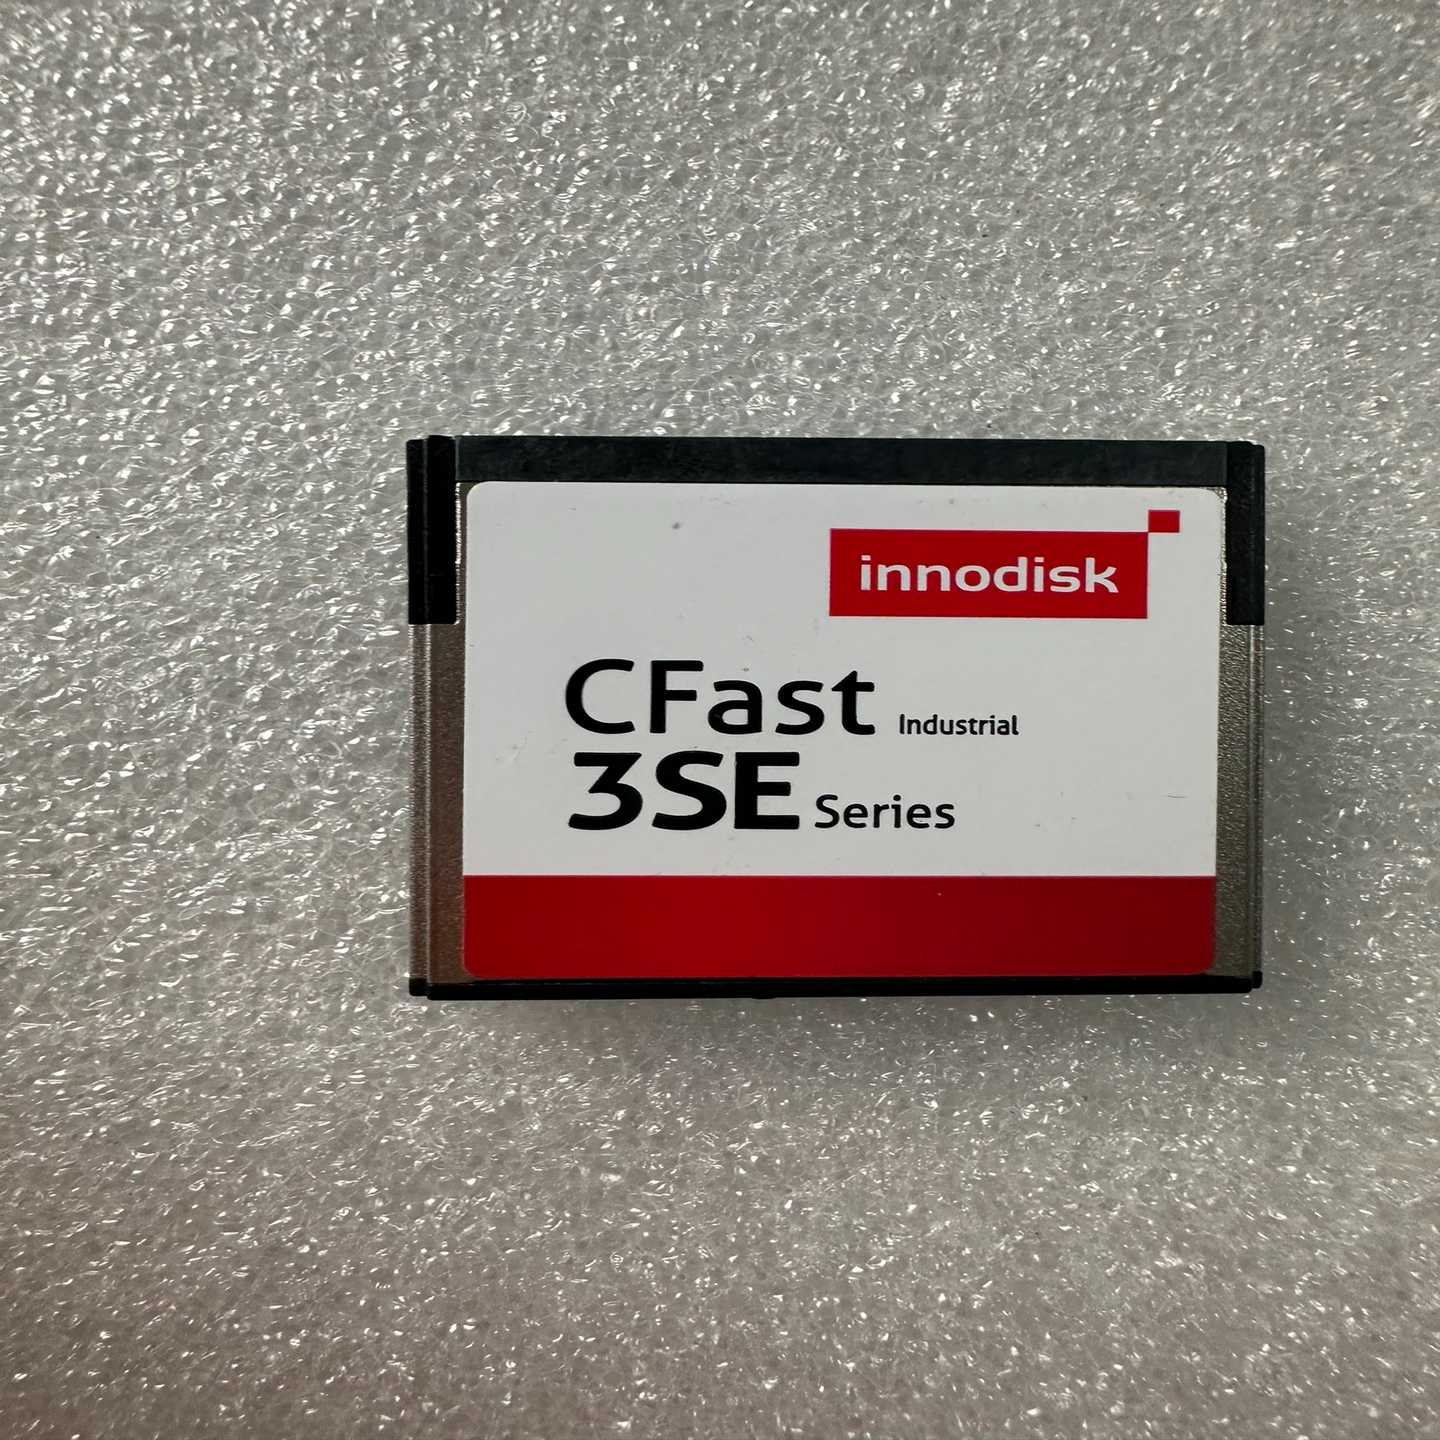 innodisk
CFast Industrial
3SE Series